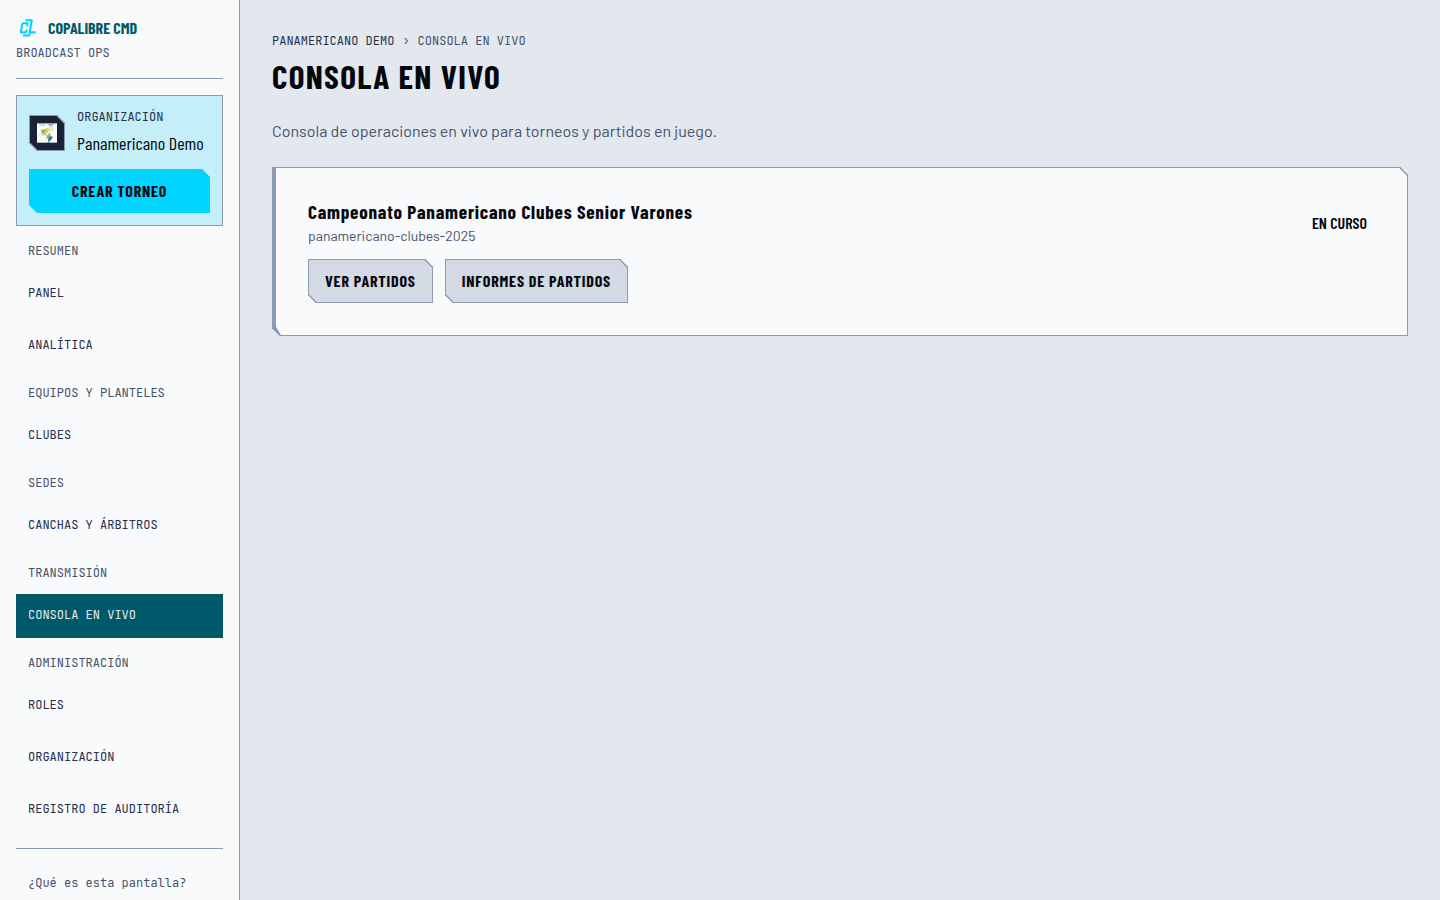 COPALIBRE CMD
BROADCAST OPS
ORGANIZACIÓN
Panamericano Demo
CREAR TORNEO
RESUMEN
PANEL
ANALÍTICA
EQUIPOS Y PLANTELES
CLUBES
SEDES
CANCHAS Y ÁRBITROS
TRANSMISIÓN
CONSOLA EN VIVO
ADMINISTRACIÓN
ROLES
ORGANIZACIÓN
REGISTRO DE AUDITORÍA
¿Qué es esta pantalla?
PANAMERICANO DEMO › CONSOLA EN VIVO
CONSOLA EN VIVO
Consola de operaciones en vivo para torneos y partidos en juego.
Campeonato Panamericano Clubes Senior Varones
panamericano-clubes-2025
EN CURSO
VER PARTIDOS
INFORMES DE PARTIDOS